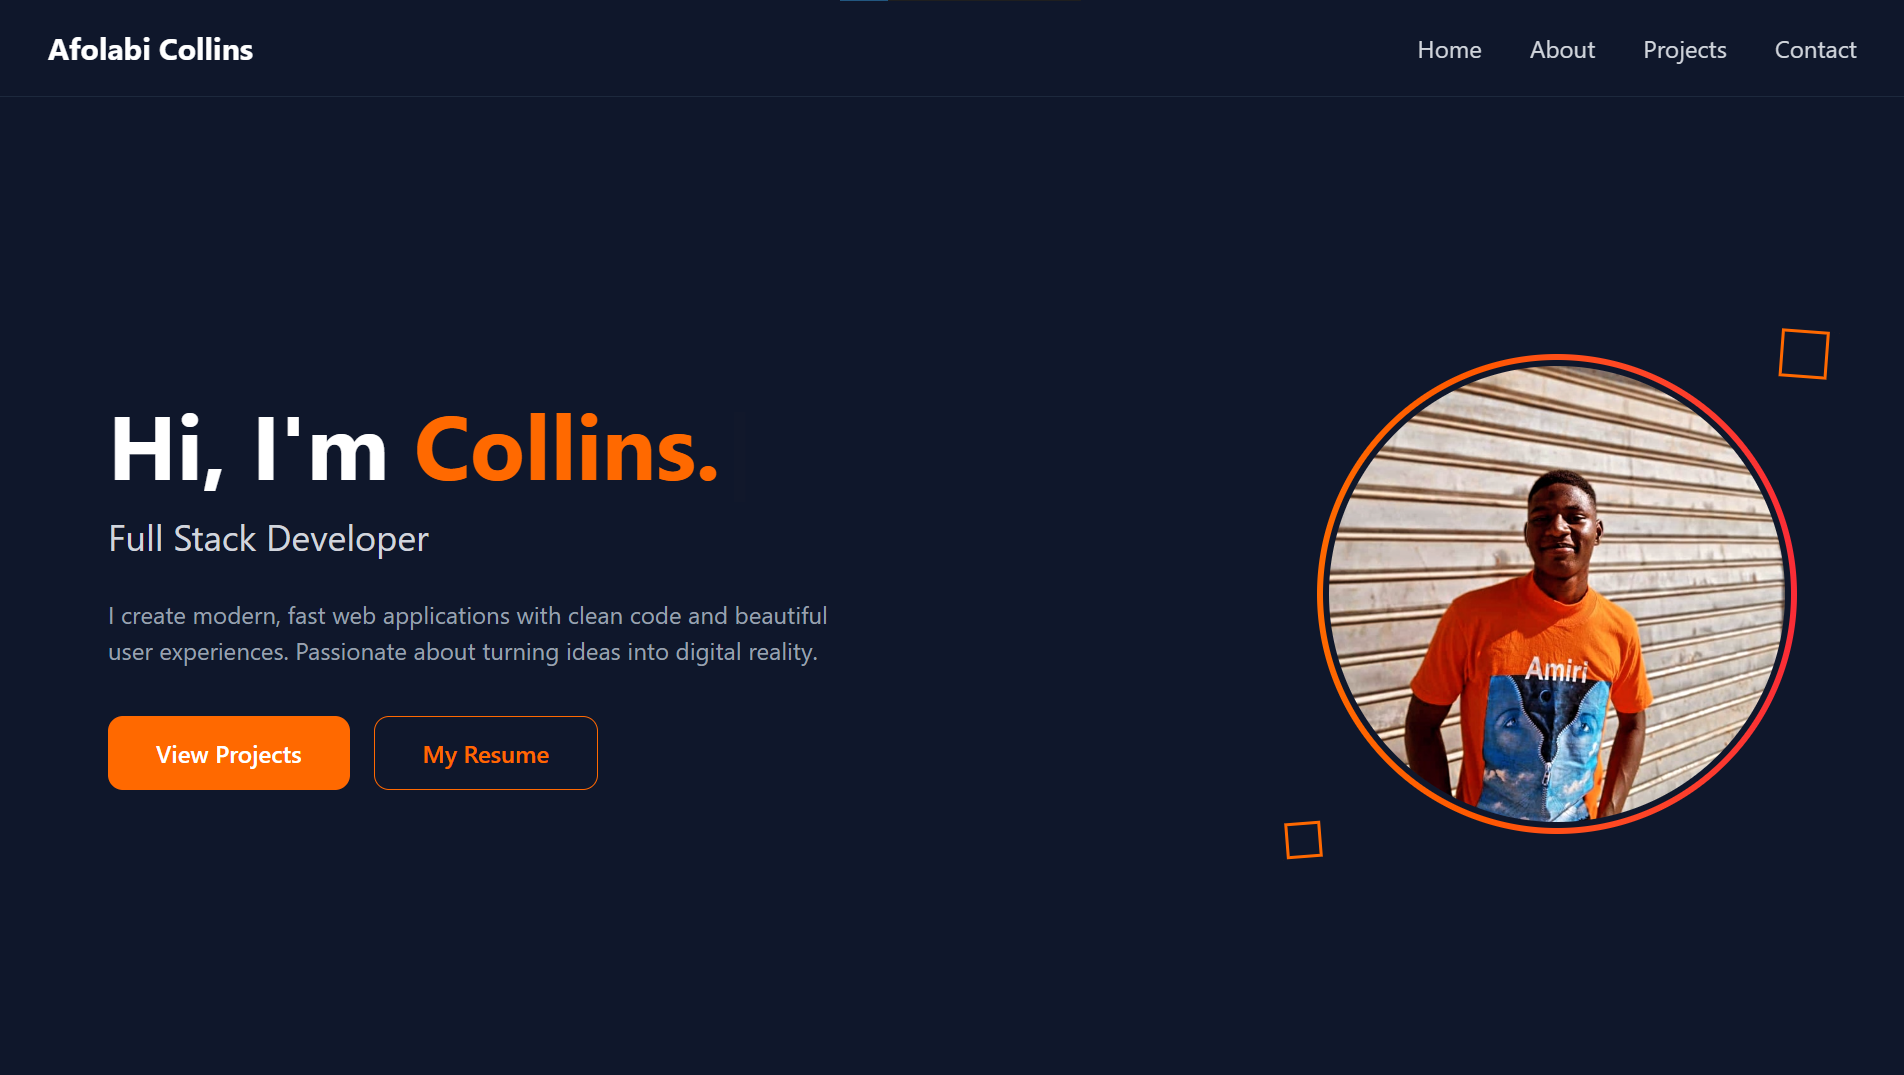 Afolabi Collins
Home About Projects Contact
Hi, I'm Collins.
Full Stack Developer
I create modern, fast web applications with clean code and beautiful
user experiences. Passionate about turning ideas into digital reality.
View Projects My Resume
Amiri